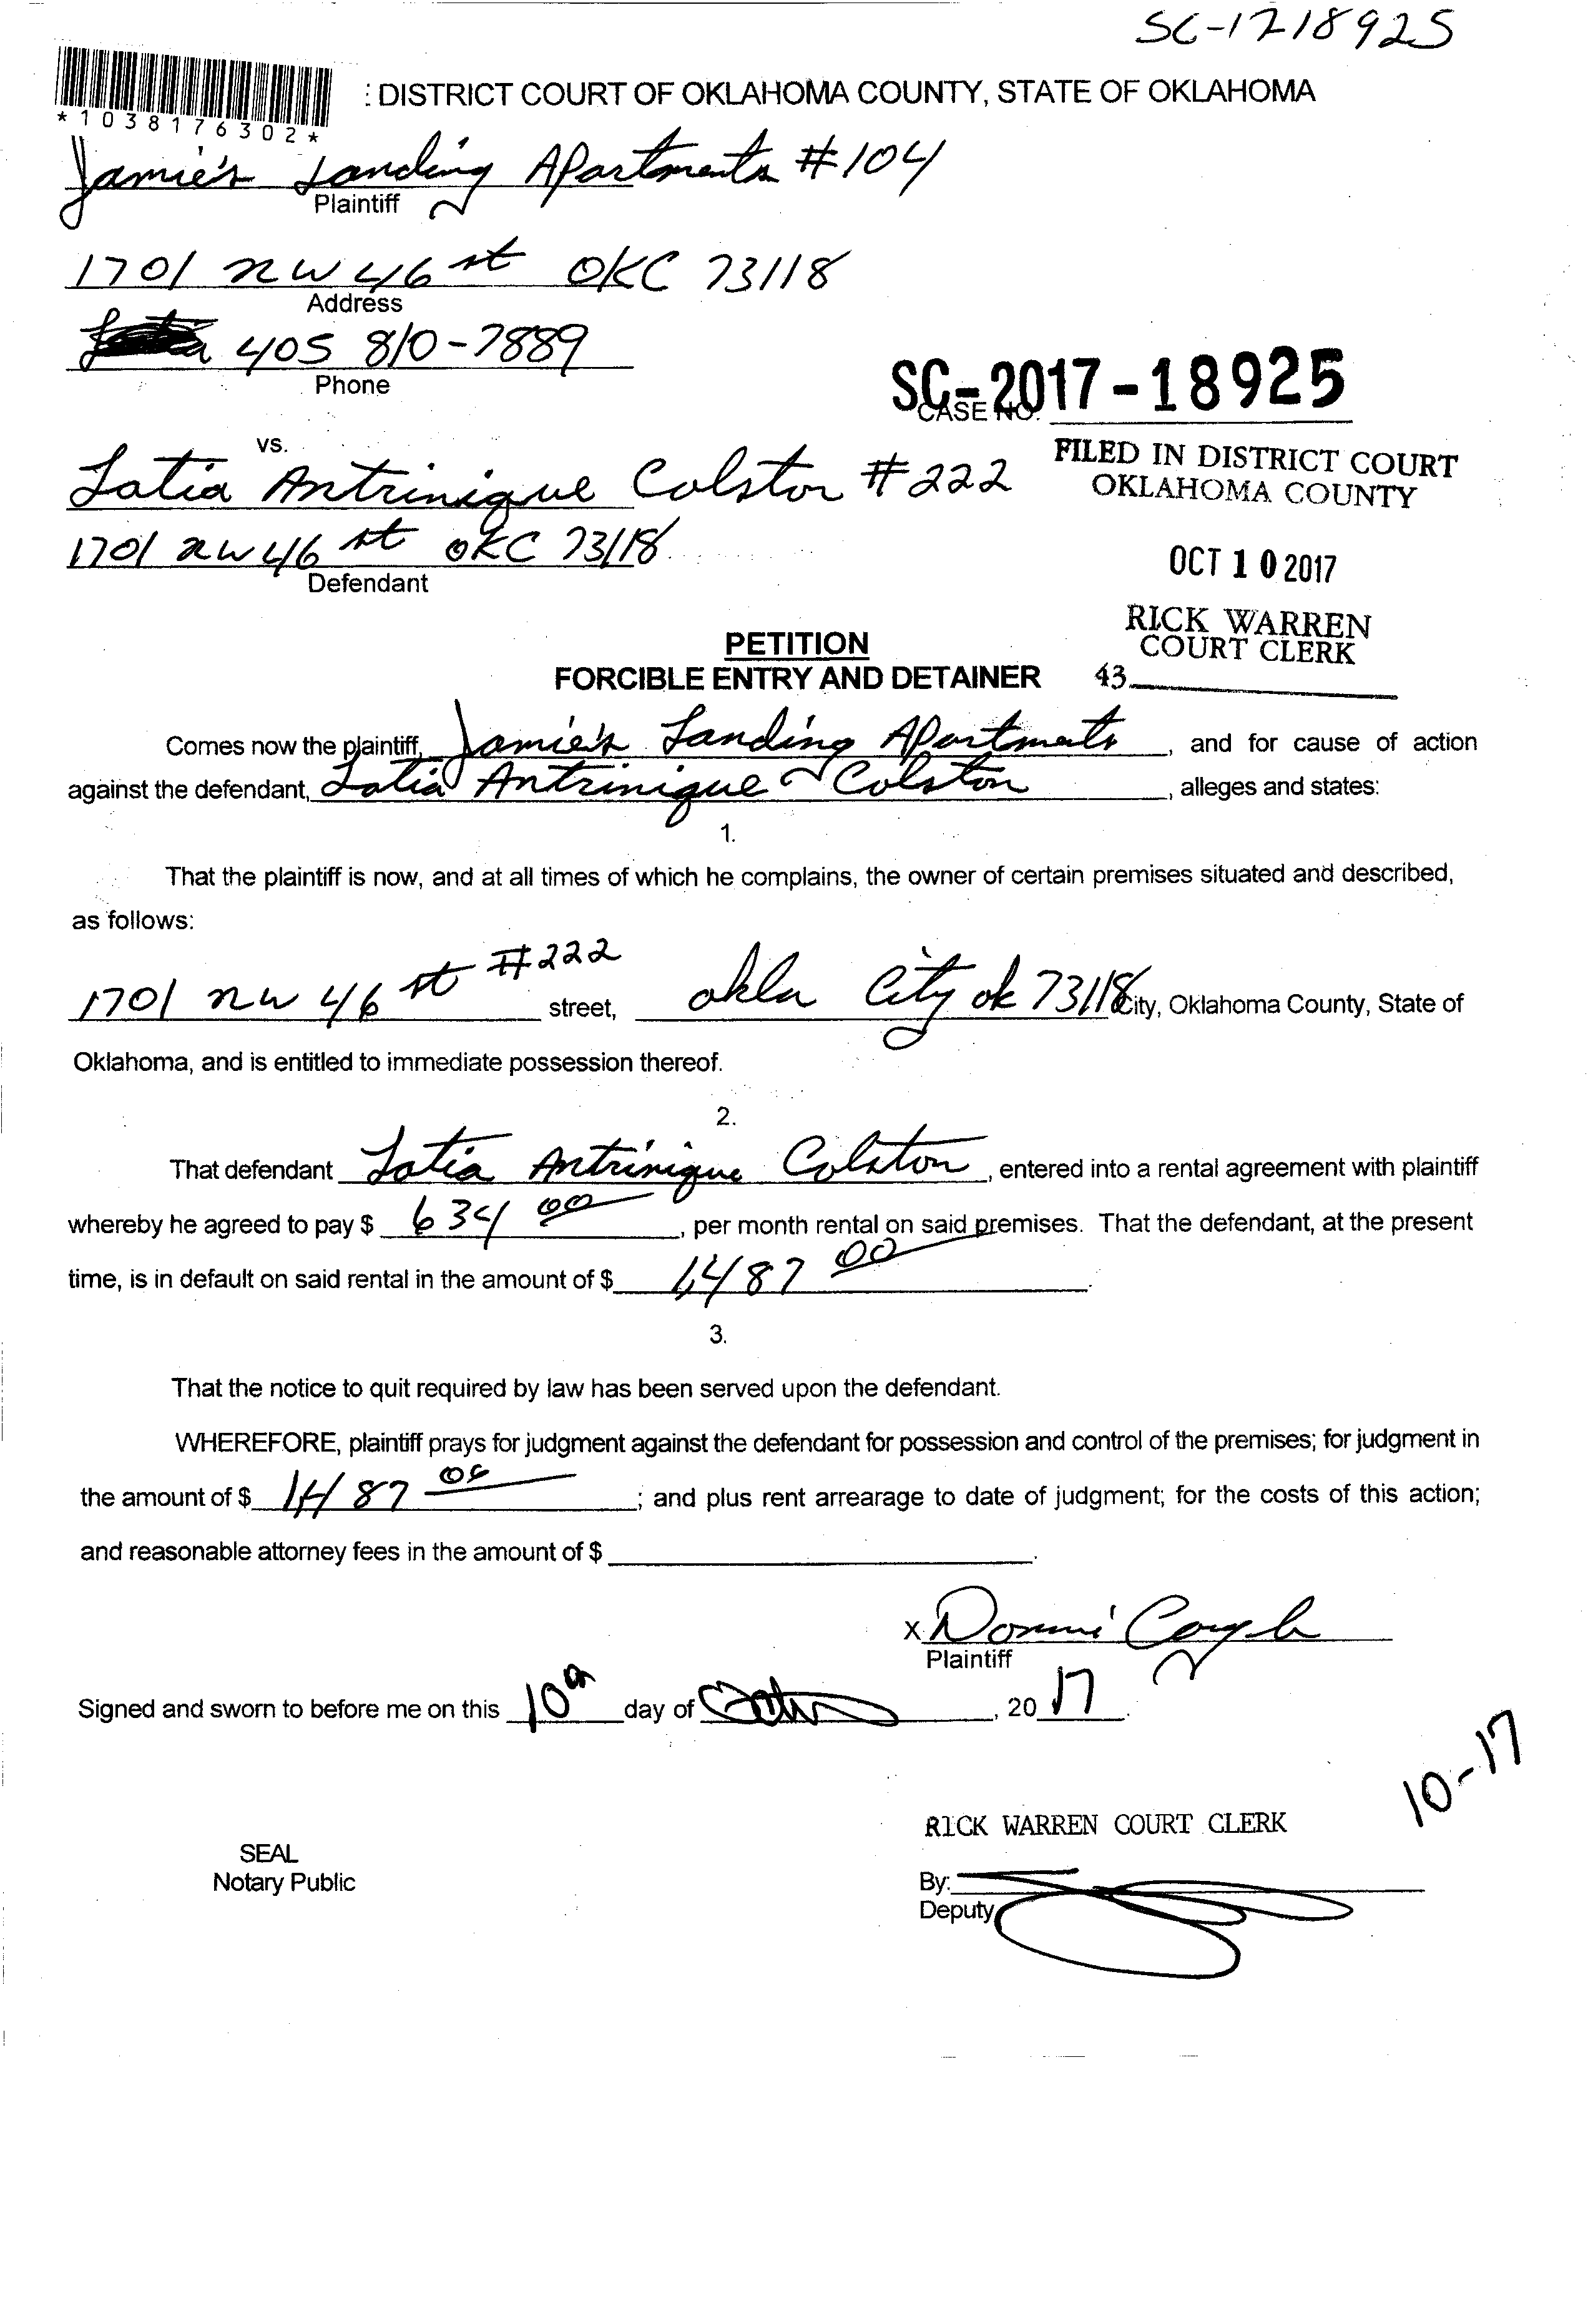 SC-1718925
: DISTRICT COURT OF OKLAHOMA COUNTY, STATE OF OKLAHOMA
*1038176302*
Jamie's Landing Apartments #104
Plaintiff
1701 NW 46 st OKC 73118
Address
405 810-7889
Phone
SC-2017-18925
CASE NO.
vs.
Latia Antrinique Colston #222
FILED IN DISTRICT COURT
OKLAHOMA COUNTY
1701 NW 46 st OKC 73118
Defendant
OCT 10 2017
RICK WARREN
COURT CLERK
PETITION
FORCIBLE ENTRY AND DETAINER
43
Comes now the plaintiff, Jamie's Landing Apartments, and for cause of action
against the defendant, Latia Antrinique Colston, alleges and states:
1.
That the plaintiff is now, and at all times of which he complains, the owner of certain premises situated and described,
as follows:
1701 NW 46 st #222 street, okla City ok 73118 City, Oklahoma County, State of
Oklahoma, and is entitled to immediate possession thereof.
2.
That defendant Latia Antrinique Colston, entered into a rental agreement with plaintiff
whereby he agreed to pay $ 634 00, per month rental on said premises. That the defendant, at the present
time, is in default on said rental in the amount of $ 1,487 00.
3.
That the notice to quit required by law has been served upon the defendant.
WHEREFORE, plaintiff prays for judgment against the defendant for possession and control of the premises; for judgment in
the amount of $ 1,487 00; and plus rent arrearage to date of judgment; for the costs of this action;
and reasonable attorney fees in the amount of $ .
X
Plaintiff
Signed and sworn to before me on this 10th day of , 20 17.
10-17
RICK WARREN COURT CLERK
SEAL
Notary Public
By:
Deputy